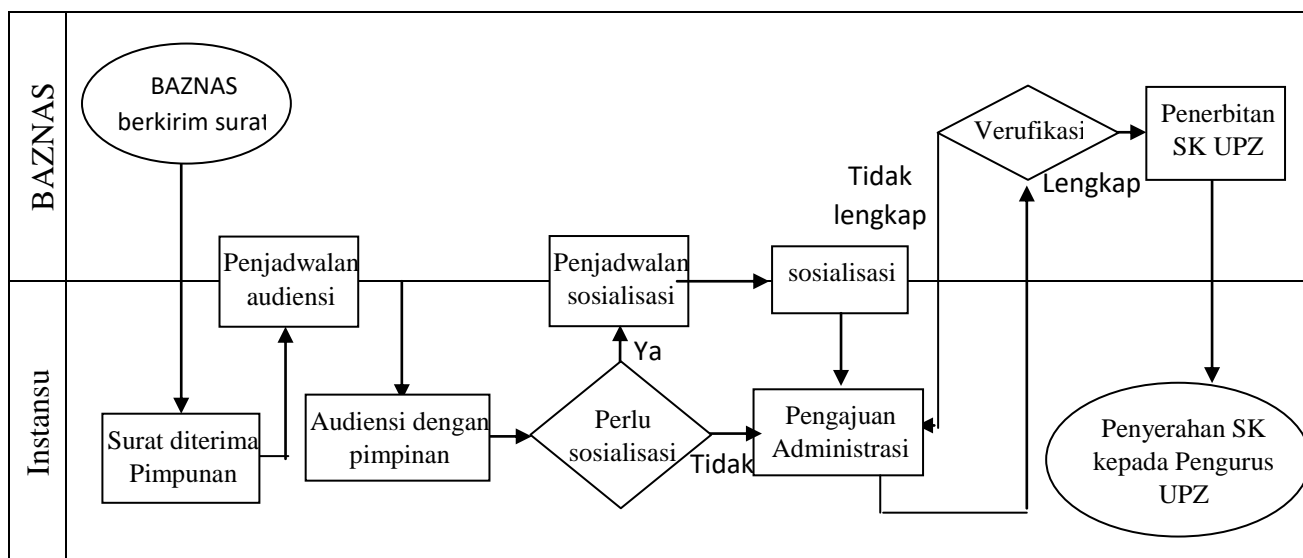 BAZNAS
BAZNAS
berkirim surat
Verufikasi
Penerbitan
SK UPZ
Tidak
lengkap
Lengkap
Penjadwalan
audiensi
Penjadwalan
sosialisasi
sosialisasi
Ya
Instansu
Surat diterima
Pimpunan
Audiensi dengan
pimpinan
Perlu
sosialisasi
Tidak
Pengajuan
Administrasi
Penyerahan SK
kepada Pengurus
UPZ